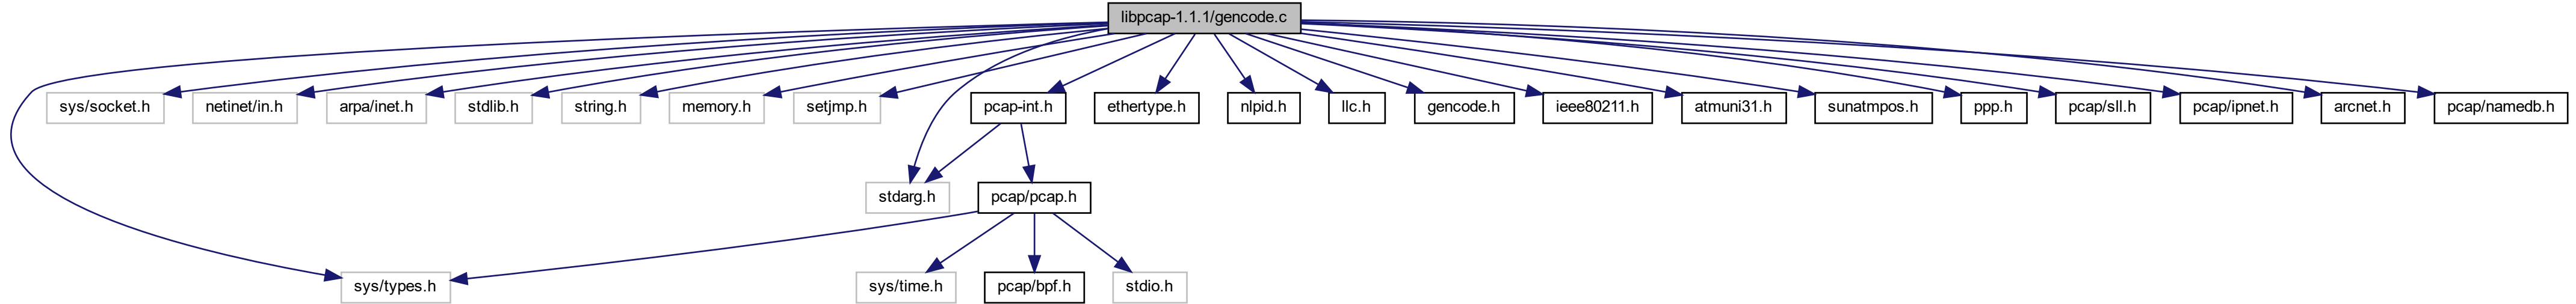 libpcap-1.1.1/gencode.c
sys/socket.h
netinet/in.h
arpa/inet.h
stdlib.h
string.h
memory.h
setjmp.h
pcap-int.h
ethertype.h
nlpid.h
llc.h
gencode.h
ieee80211.h
atmuni31.h
sunatmpos.h
ppp.h
pcap/sll.h
pcap/ipnet.h
arcnet.h
pcap/namedb.h
stdarg.h
pcap/pcap.h
sys/types.h
sys/time.h
pcap/bpf.h
stdio.h